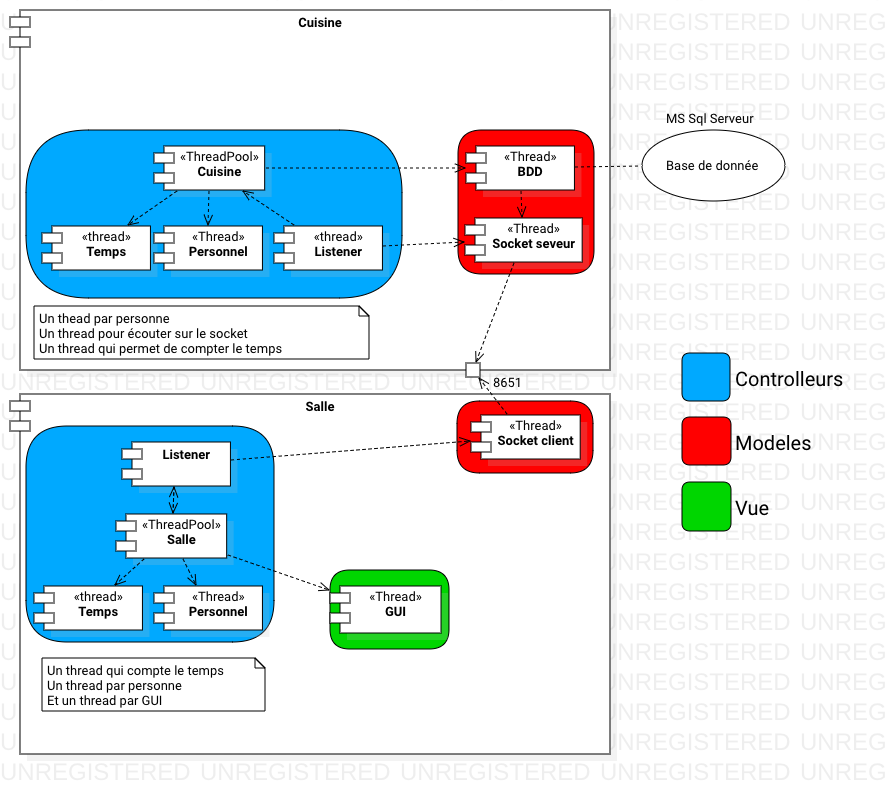 Cuisine
MS Sql Serveur
Base de donnée
«ThreadPool»
Cuisine
«Thread»
BDD
«thread»
Temps
«Thread»
Personnel
«thread»
Listener
«Thread»
Socket seveur
Un thead par personne
Un thread pour écouter sur le socket
Un thread qui permet de compter le temps
8651
Salle
Listener
«Thread»
Socket client
«ThreadPool»
Salle
«thread»
Temps
«Thread»
Personnel
«Thread»
GUI
Un thread qui compte le temps
Un thread par personne
Et un thread par GUI
Controlleurs
Modeles
Vue
UNREGISTERED UNREGISTERED UNREGISTERED UNREGISTERED UNREG